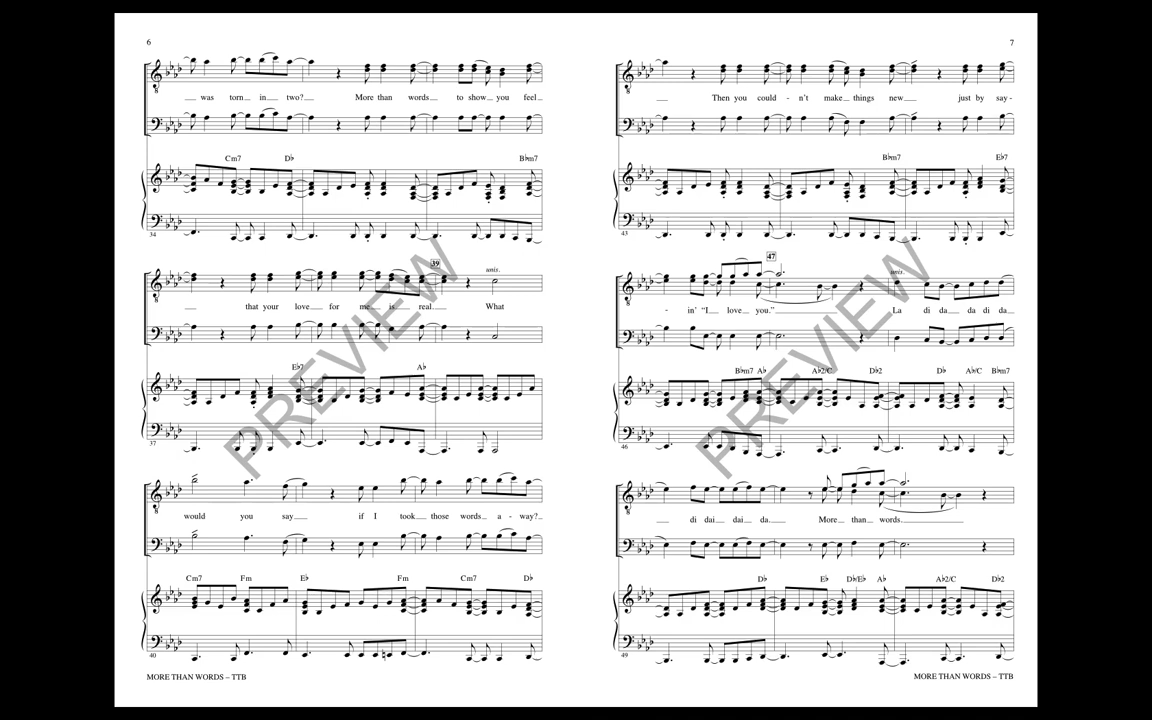 6
was torn in two? More than words to show you feel
Cm7 D♭ B♭m7
34
39
unis.
that your love for me is real. What
E♭7 A♭
37
would you say if I took those words a - way?
Cm7 Fm E♭ Fm Cm7 D♭
40
MORE THAN WORDS – TTB
PREVIEW
7
Then you could - n't make things new just by say -
B♭m7 E♭7
43
47
unis.
- in' “I love you.” La di da da di da
B♭m7 A♭ A♭2/C D♭2 D♭ A♭/C B♭m7
46
di dai dai da. More than words.
D♭ E♭ D♭/E♭ A♭ A♭2/C D♭2
49
MORE THAN WORDS – TTB
PREVIEW